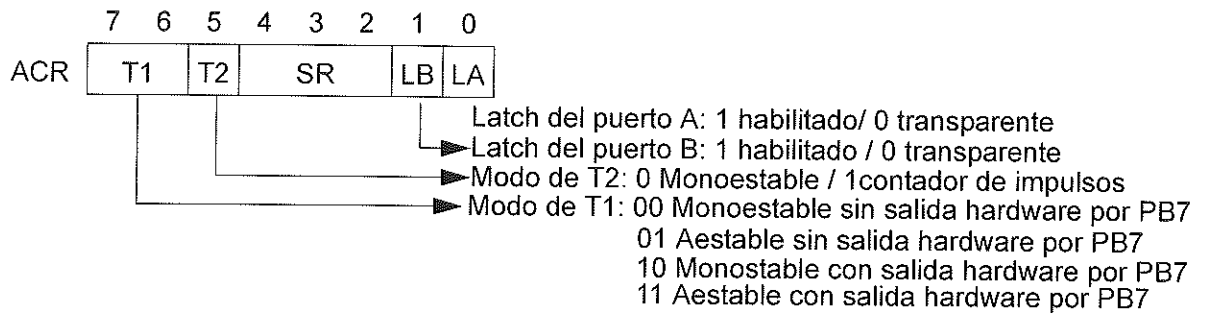 7 6 5 4 3 2 1 0
ACR T1 T2 SR LB LA
Latch del puerto A: 1 habilitado/ 0 transparente
Latch del puerto B: 1 habilitado / 0 transparente
Modo de T2: 0 Monoestable / 1contador de impulsos
Modo de T1: 00 Monoestable sin salida hardware por PB7
01 Aestable sin salida hardware por PB7
10 Monostable con salida hardware por PB7
11 Aestable con salida hardware por PB7